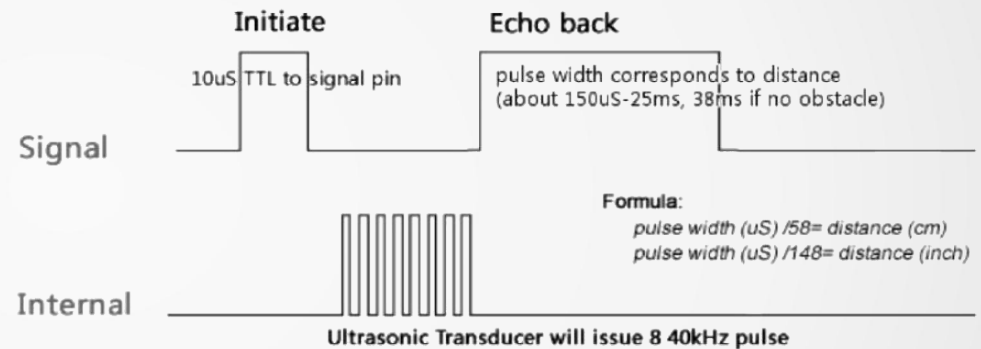 Initiate
Echo back
10uS TTL to signal pin
pulse width corresponds to distance
(about 150uS-25ms, 38ms if no obstacle)
Signal
Formula:
pulse width (uS) /58= distance (cm)
pulse width (uS) /148= distance (inch)
Internal
Ultrasonic Transducer will issue 8 40kHz pulse